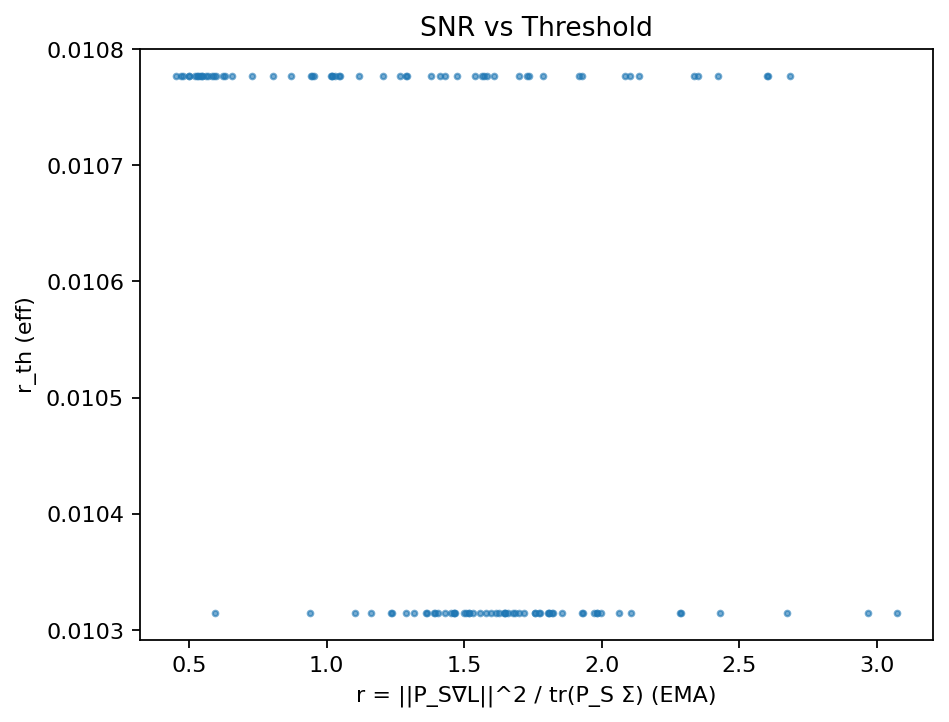 SNR vs Threshold
0.0108
0.0107
0.0106
0.0105
0.0104
0.0103
r_th (eff)
0.5 1.0 1.5 2.0 2.5 3.0
r = ||P_S∇L||^2 / tr(P_S Σ) (EMA)